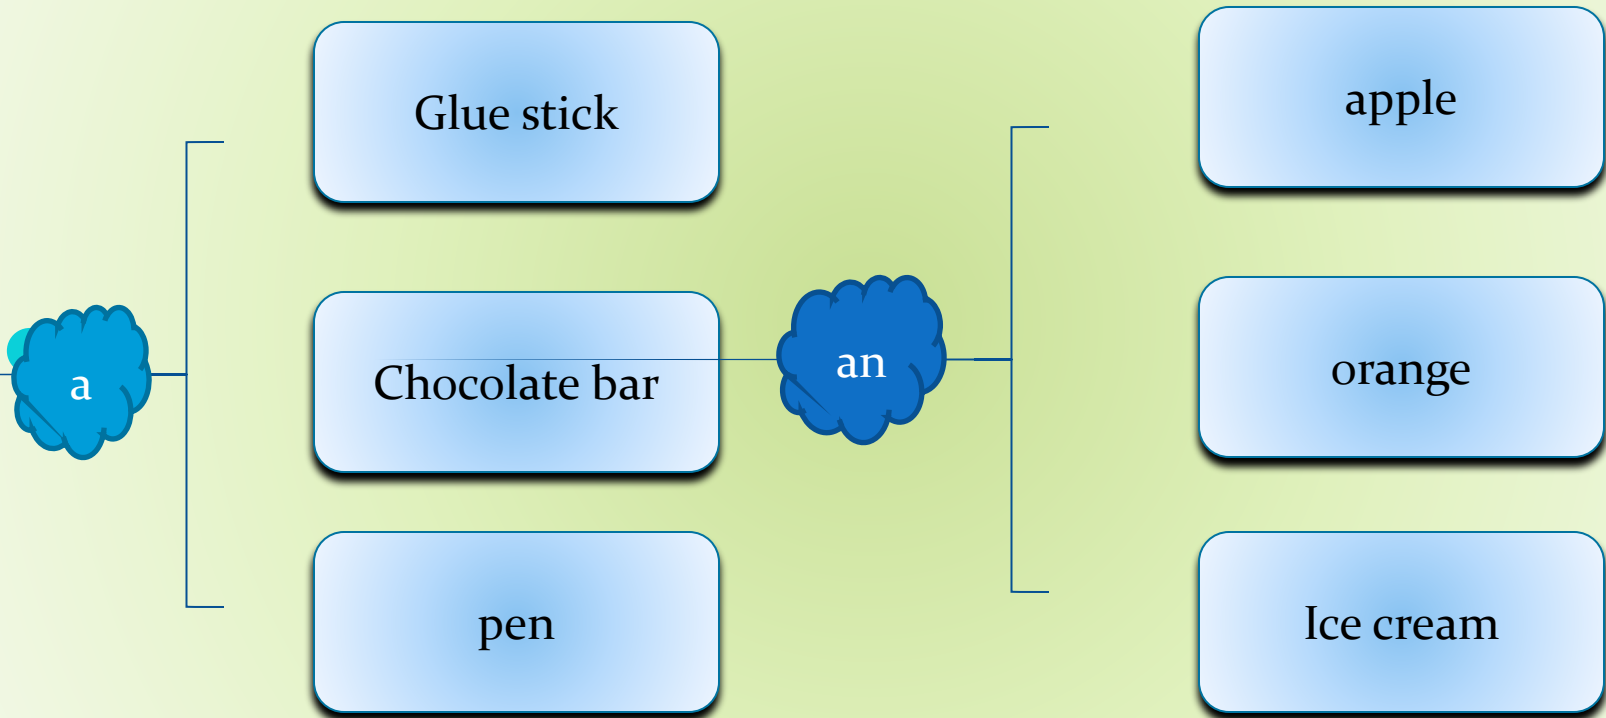 a
Glue stick
Chocolate bar
pen
an
apple
orange
Ice cream